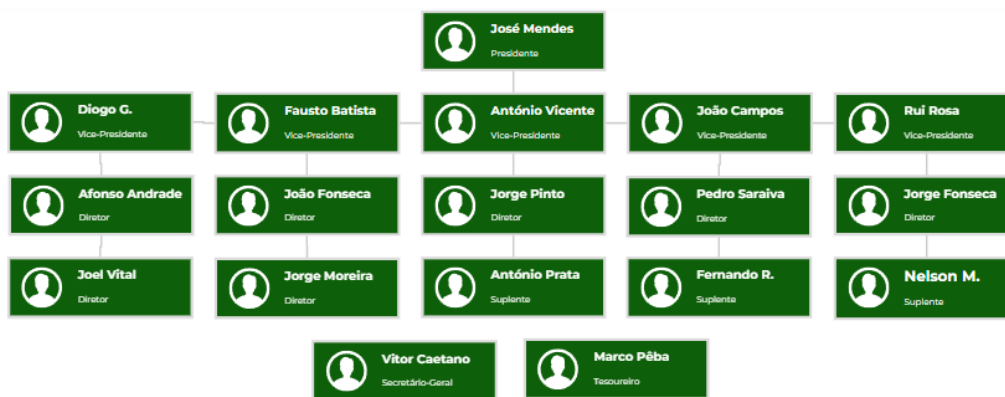 José Mendes
Presidente
Diogo G.
Vice-Presidente
Fausto Batista
Vice-Presidente
António Vicente
Vice-Presidente
João Campos
Vice-Presidente
Rui Rosa
Vice-Presidente
Afonso Andrade
Diretor
João Fonseca
Diretor
Jorge Pinto
Diretor
Pedro Saraiva
Diretor
Jorge Fonseca
Diretor
Joel Vital
Diretor
Jorge Moreira
Diretor
António Prata
Suplente
Fernando R.
Suplente
Nelson M.
Suplente
Vitor Caetano
Secretário-Geral
Marco Pêba
Tesoureiro